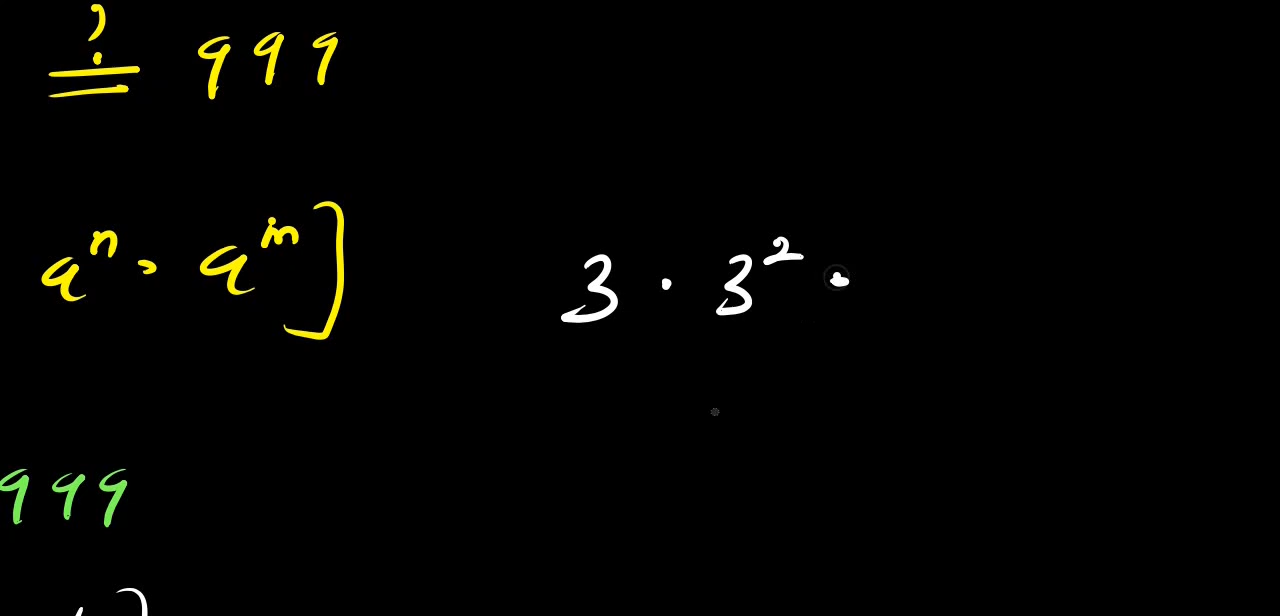 ≟ 999
aⁿ > aᵐ]
3 · 3² ·
999
)